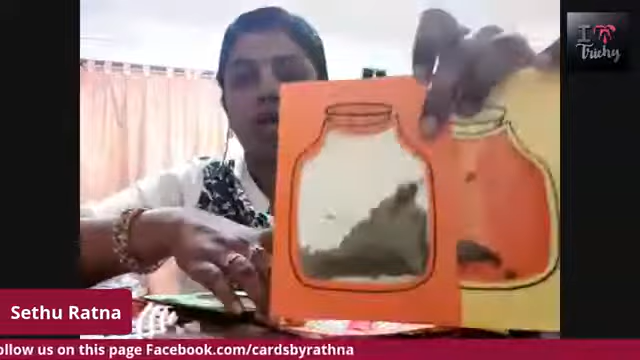 I
Trichy
Sethu Ratna
ollow us on this page Facebook.com/cardsbyrathna